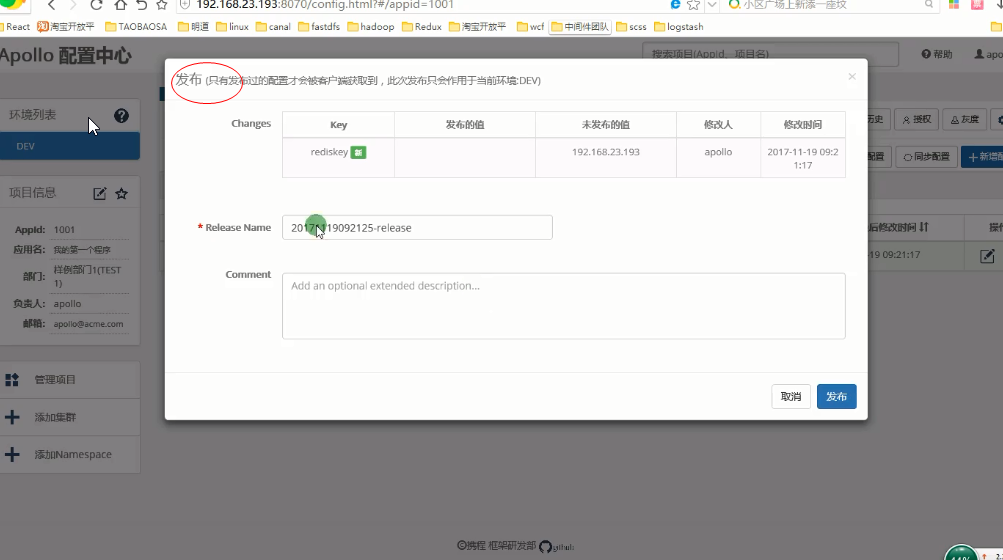 192.168.23.193:8070/config.html?#/appid=1001
小区广场上新添一座坟
React 淘宝开放平 TAOBAOSA 明道 linux canal fastdfs hadoop Redux 淘宝开放平 wcf 中间件团队 scss logstash
Apollo 配置中心
搜索项目(AppId、项目名)
帮助
apo
环境列表
DEV
项目信息
AppId: 1001
应用名: 我的第一个程序
部门: 样例部门1(TEST
1)
负责人: apollo
邮箱: apollo@acme.com
管理项目
添加集群
添加Namespace
发布 (只有发布过的配置才会被客户端获取到，此次发布只会作用于当前环境:DEV)
×
Changes
Key 发布的值 未发布的值 修改人 修改时间
rediskey 新 192.168.23.193 apollo 2017-11-19 09:2
1:17
* Release Name 20171119092125-release
Comment
Add an optional extended description...
取消 发布
历史 授权 灰度
配置 同步配置 新增配
后修改时间 操作
-19 09:21:17
©携程 框架研发部 github
44%
2.